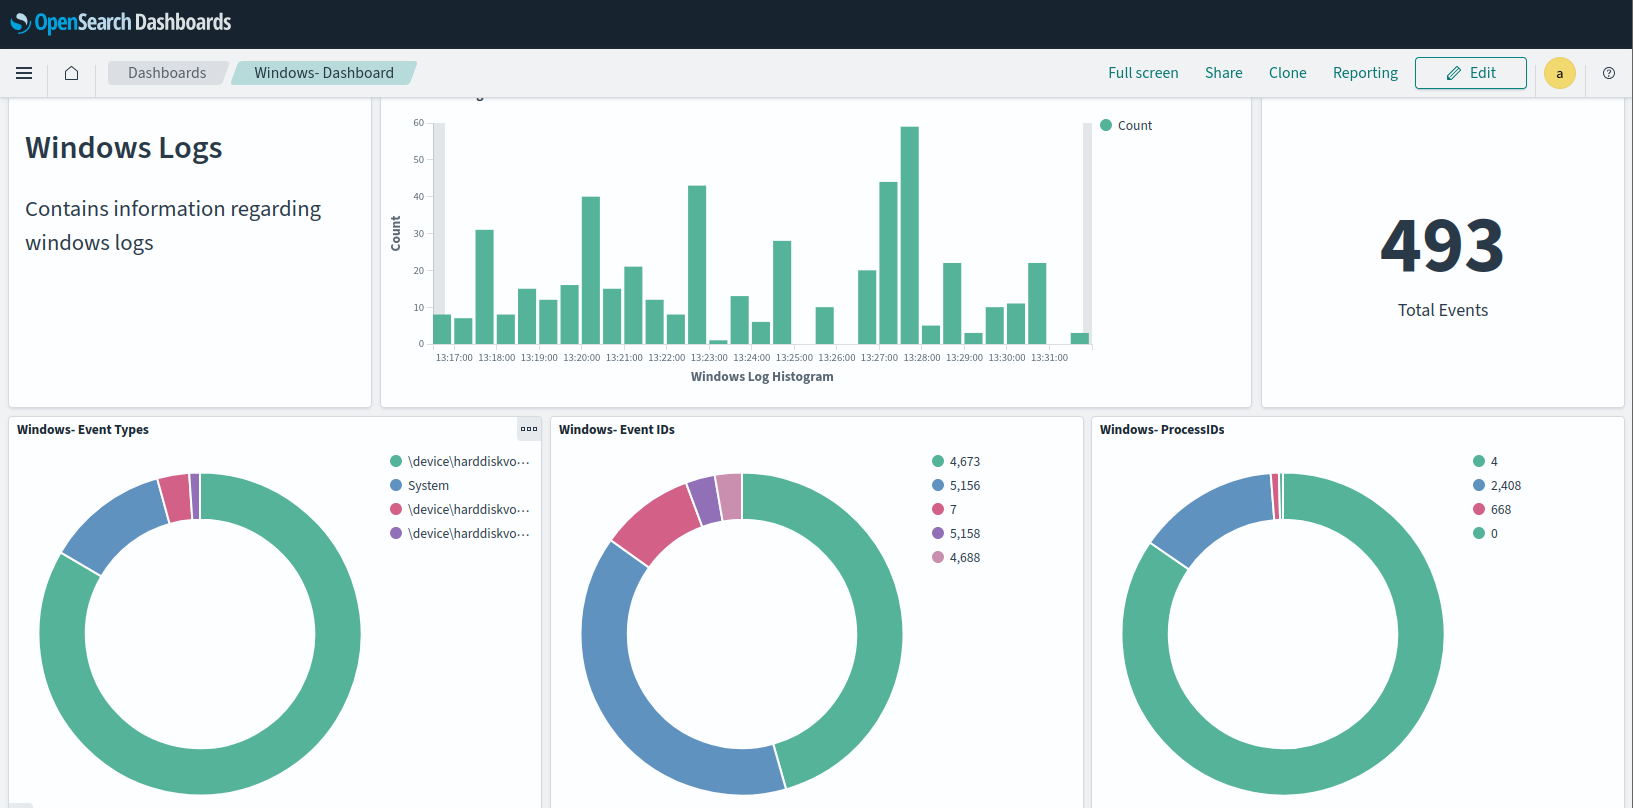 OpenSearch Dashboards
Dashboards
Windows- Dashboard
Full screen
Share
Clone
Reporting
Edit
a
Windows Logs
Contains information regarding
windows logs
60
50
40
30
20
10
0
Count
13:17:00 13:18:00 13:19:00 13:20:00 13:21:00 13:22:00 13:23:00 13:24:00 13:25:00 13:26:00 13:27:00 13:28:00 13:29:00 13:30:00 13:31:00
Windows Log Histogram
Count
493
Total Events
Windows- Event Types
\device\harddiskvo···
System
\device\harddiskvo···
\device\harddiskvo···
Windows- Event IDs
4,673
5,156
7
5,158
4,688
Windows- ProcessIDs
4
2,408
668
0